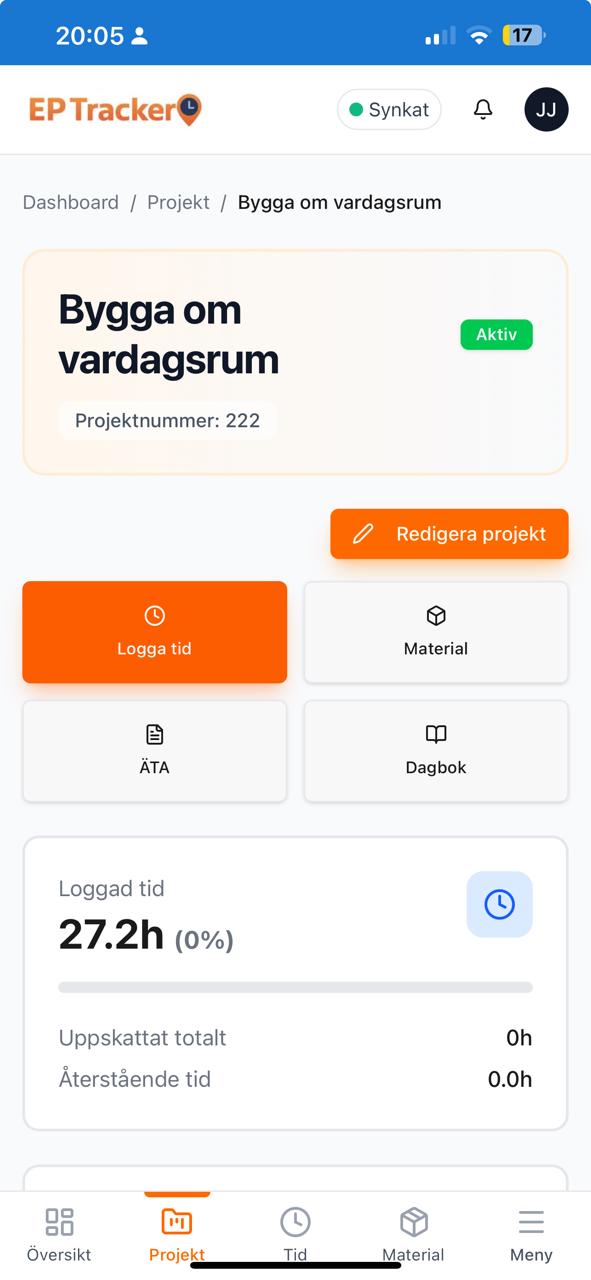 20:05
17
EP Tracker
Synkat
JJ
Dashboard / Projekt / Bygga om vardagsrum
Bygga om
vardagsrum
Aktiv
Projektnummer: 222
Redigera projekt
Logga tid
Material
ÄTA
Dagbok
Loggad tid
27.2h (0%)
Uppskattat totalt 0h
Återstående tid 0.0h
Översikt Projekt Tid Material Meny